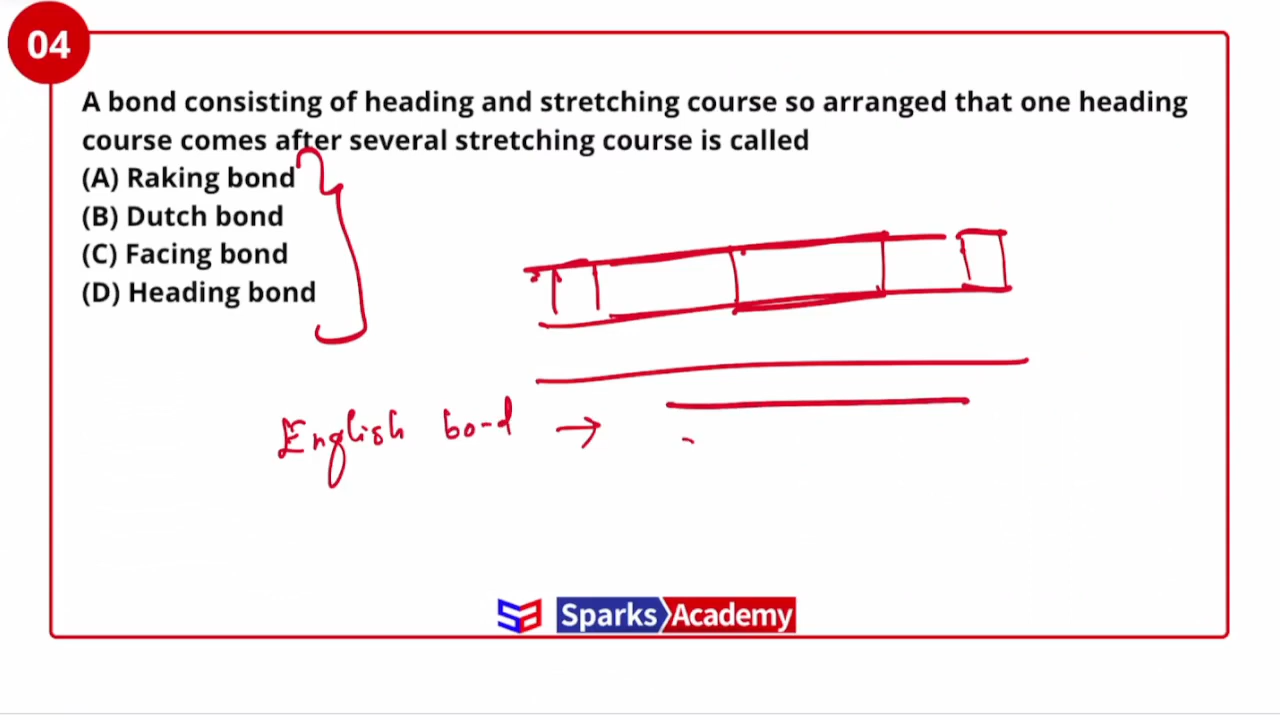 04
A bond consisting of heading and stretching course so arranged that one heading
course comes after several stretching course is called
(A) Raking bond
(B) Dutch bond
(C) Facing bond
(D) Heading bond
English bond →
SA Sparks Academy